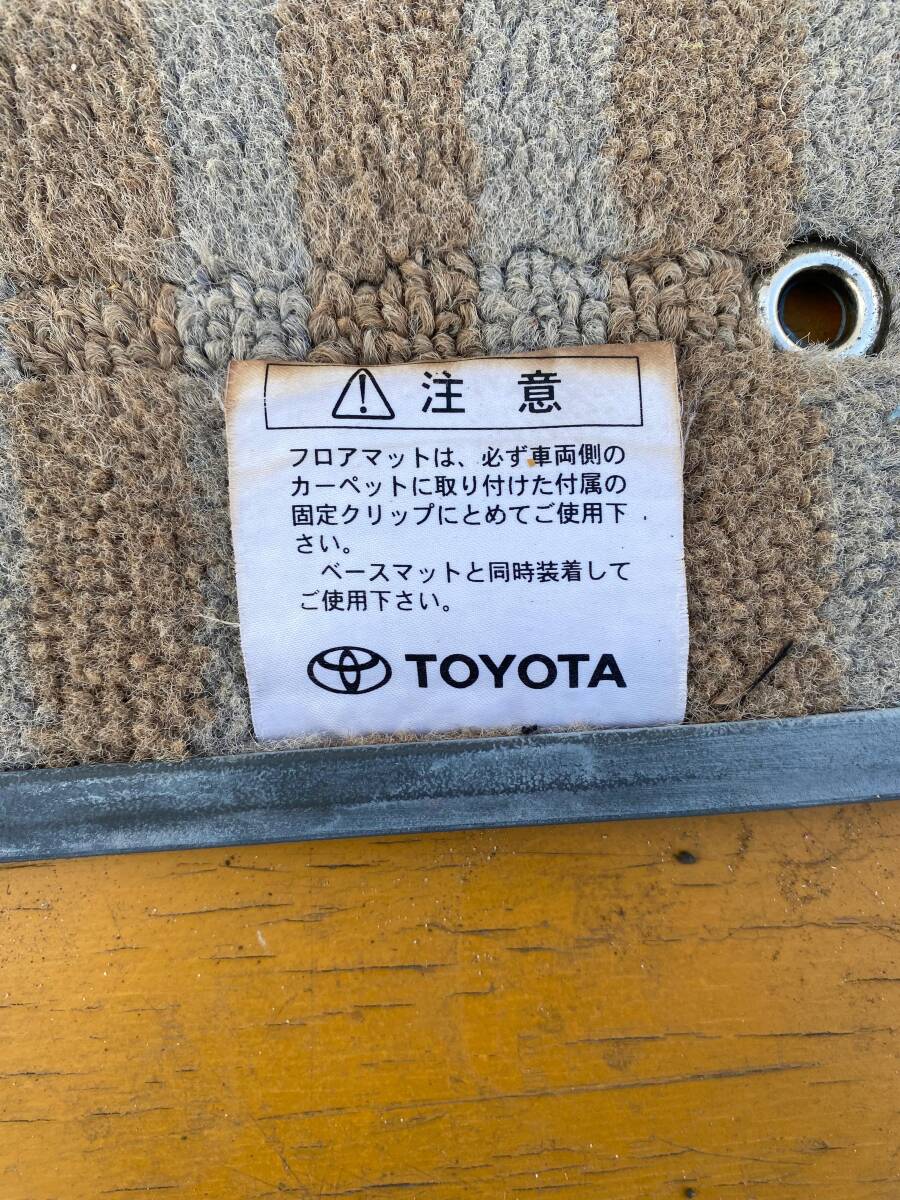 注意
フロアマットは、必ず車両側の
カーペットに取り付けた付属の
固定クリップにとめてご使用下
さい。
ベースマットと同時装着して
ご使用下さい。
TOYOTA